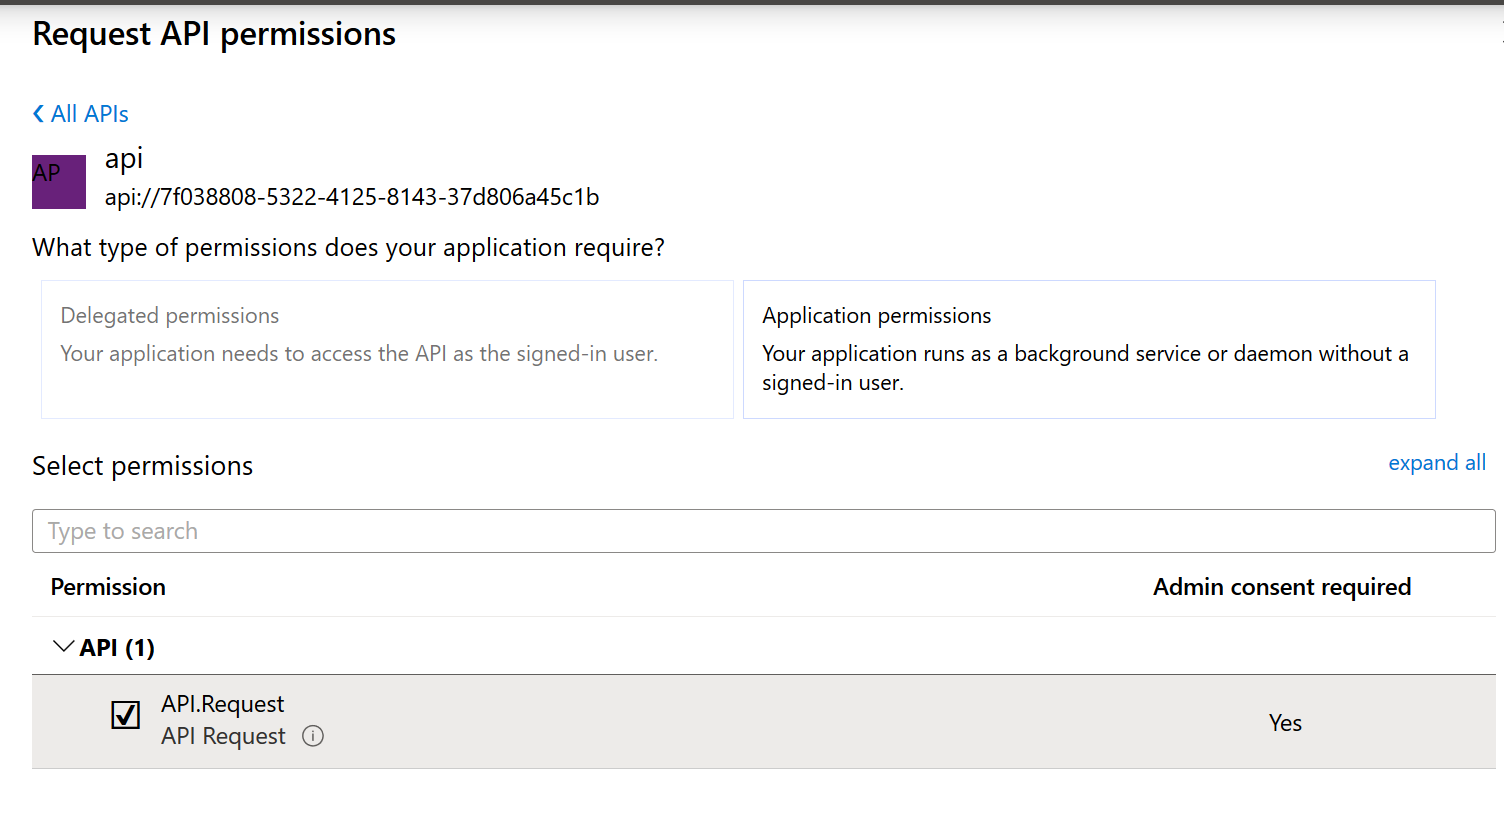 Request API permissions
All APIs
AP
api
api://7f038808-5322-4125-8143-37d806a45c1b
What type of permissions does your application require?
Delegated permissions
Your application needs to access the API as the signed-in user.
Application permissions
Your application runs as a background service or daemon without a
signed-in user.
Select permissions
expand all
Type to search
Permission
Admin consent required
API (1)
API.Request
API Request
Yes